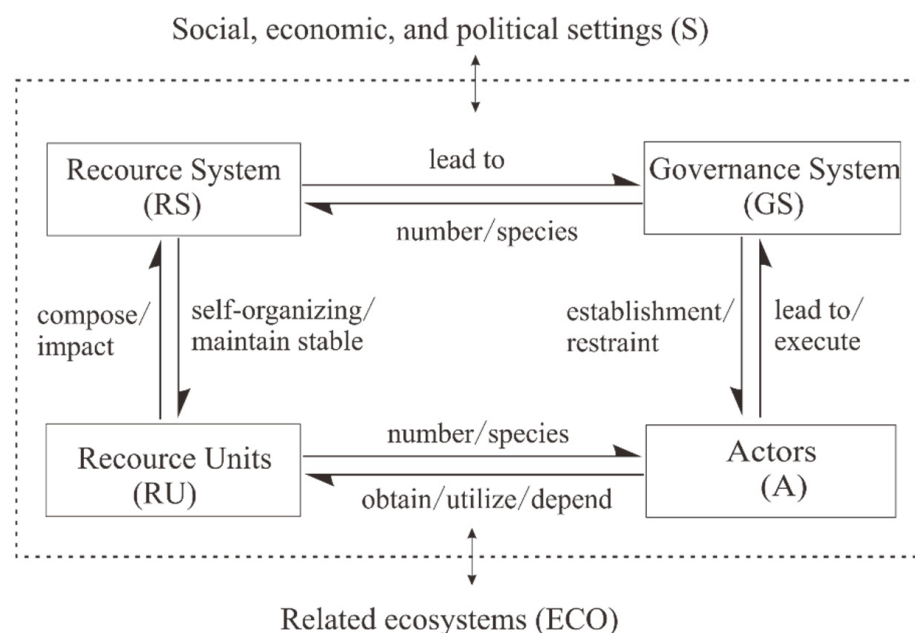 Social, economic, and political settings (S)
Recource System
(RS)
lead to
Governance System
(GS)
number/species
compose/
impact
self-organizing/
maintain stable
establishment/
restraint
lead to/
execute
Recource Units
(RU)
number/species
Actors
(A)
obtain/utilize/depend
Related ecosystems (ECO)